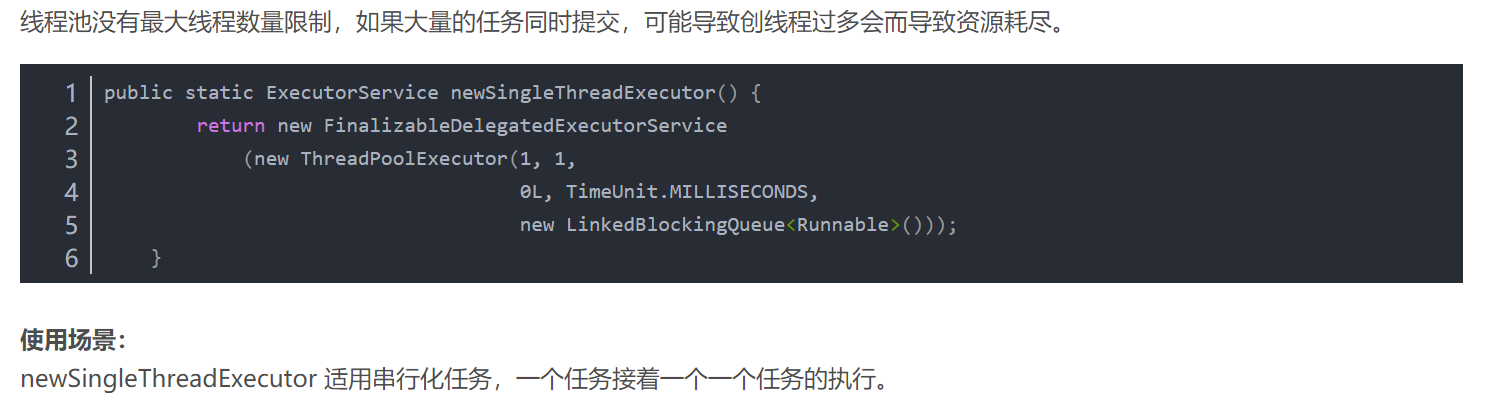 线程池没有最大线程数量限制，如果大量的任务同时提交，可能导致创线程过多会而导致资源耗尽。
1 public static ExecutorService newSingleThreadExecutor() {
2 return new FinalizableDelegatedExecutorService
3 (new ThreadPoolExecutor(1, 1,
4 0L, TimeUnit.MILLISECONDS,
5 new LinkedBlockingQueue<Runnable>()));
6 }
使用场景：
newSingleThreadExecutor 适用串行化任务，一个任务接着一个一个任务的执行。